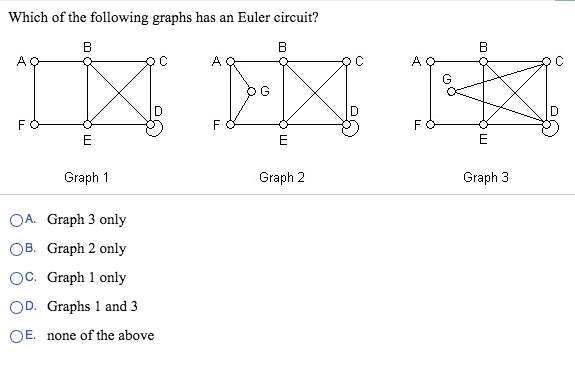 Which of the following graphs has an Euler circuit?
B B B
A C A C A C
G G
D D D
F F F
E E E
Graph 1 Graph 2 Graph 3
A. Graph 3 only
B. Graph 2 only
C. Graph 1 only
D. Graphs 1 and 3
E. none of the above